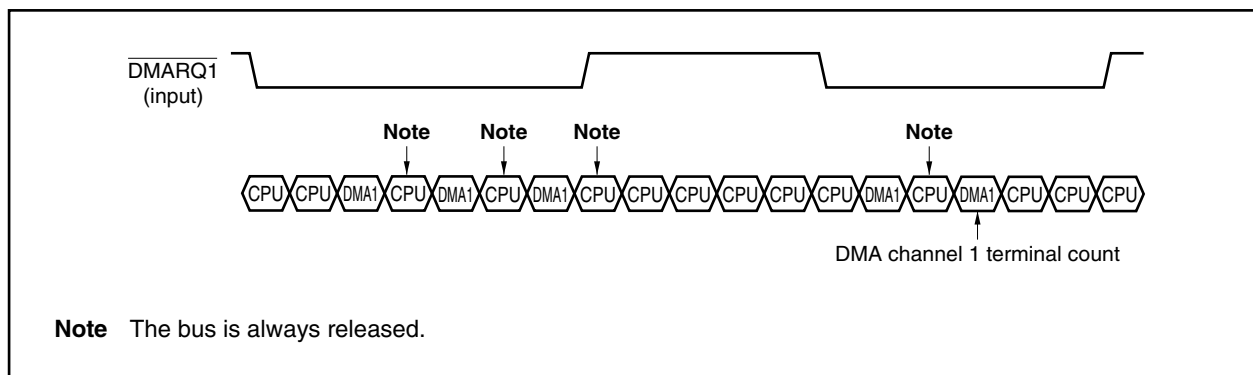 DMARQ1
(input)
Note Note Note Note
CPU CPU DMA1 CPU DMA1 CPU DMA1 CPU CPU CPU CPU CPU CPU DMA1 CPU DMA1 CPU CPU CPU
DMA channel 1 terminal count
Note The bus is always released.